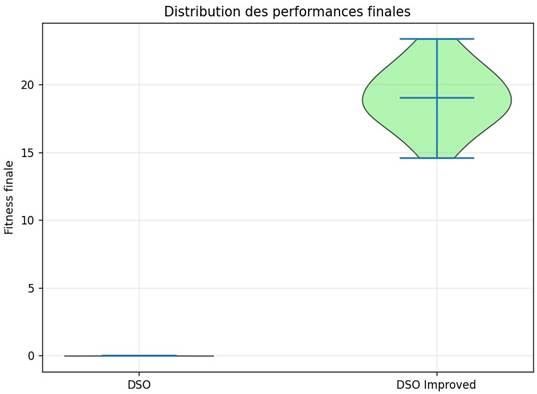 Distribution des performances finales
Fitness finale
20
15
10
5
0
DSO
DSO Improved